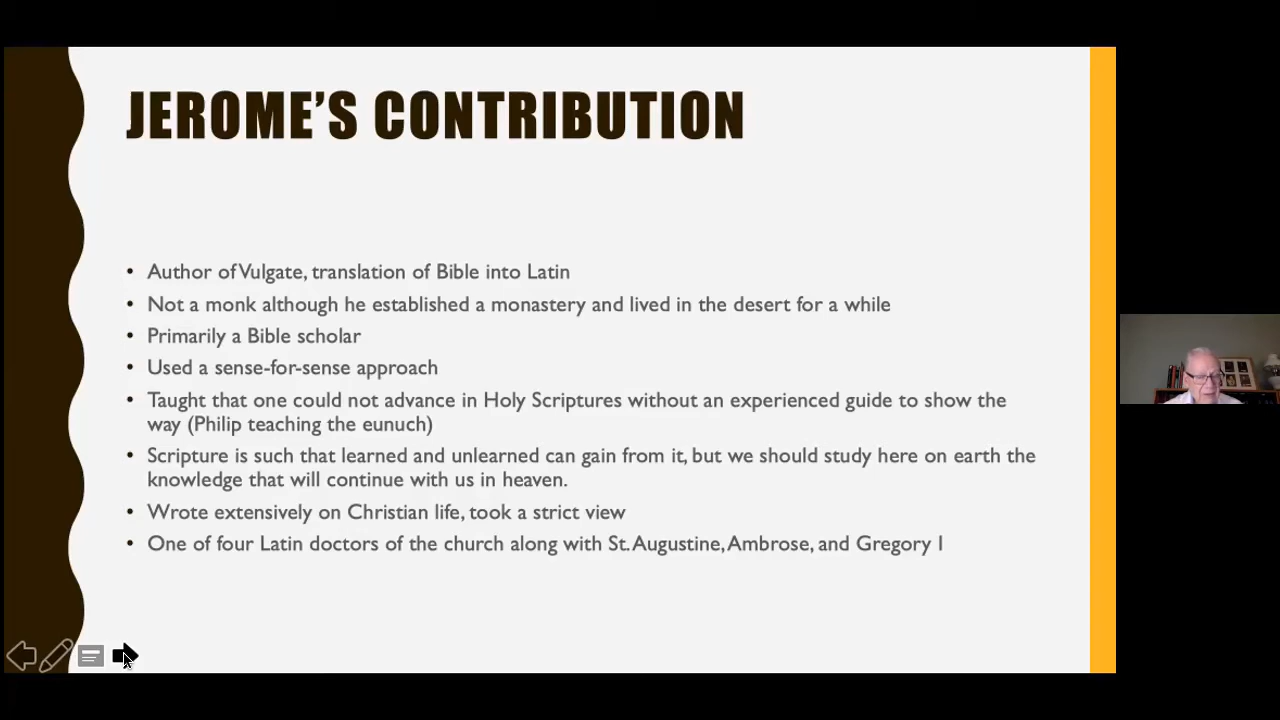 JEROME'S CONTRIBUTION
• Author of Vulgate, translation of Bible into Latin
• Not a monk although he established a monastery and lived in the desert for a while
• Primarily a Bible scholar
• Used a sense-for-sense approach
• Taught that one could not advance in Holy Scriptures without an experienced guide to show the
way (Philip teaching the eunuch)
• Scripture is such that learned and unlearned can gain from it, but we should study here on earth the
knowledge that will continue with us in heaven.
• Wrote extensively on Christian life, took a strict view
• One of four Latin doctors of the church along with St. Augustine, Ambrose, and Gregory I